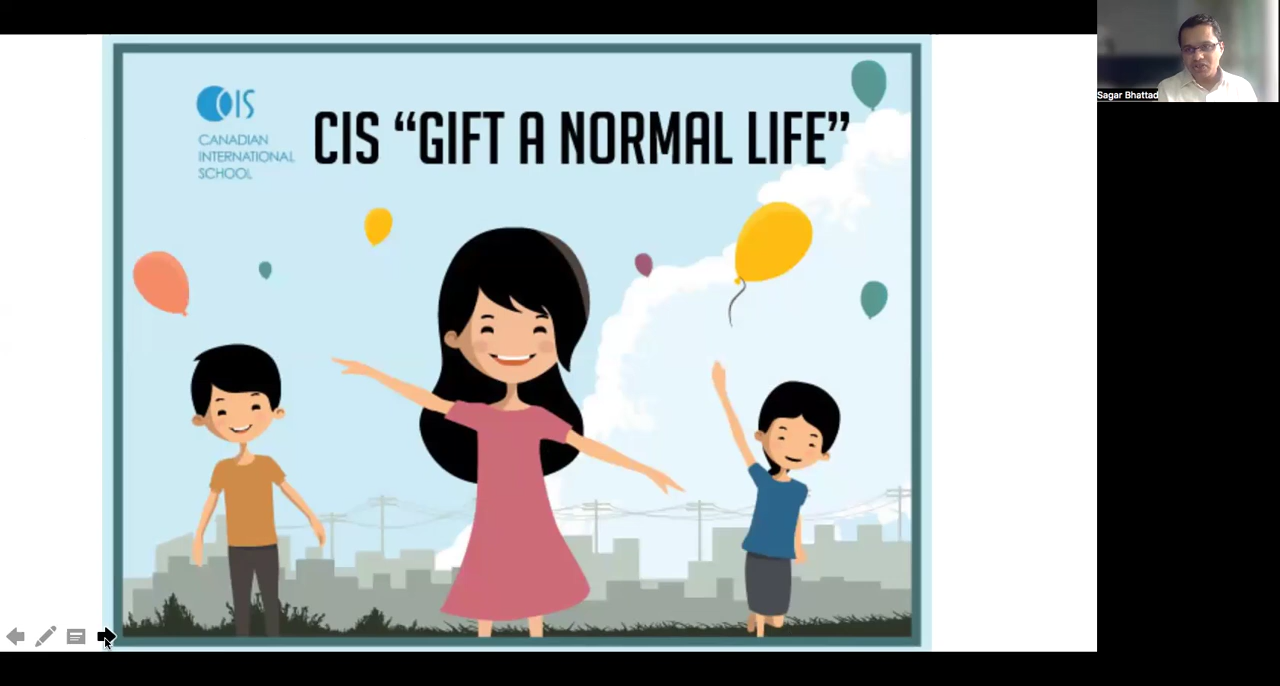 CIS
CANADIAN
INTERNATIONAL
SCHOOL
CIS “GIFT A NORMAL LIFE”
Sagar Bhattad